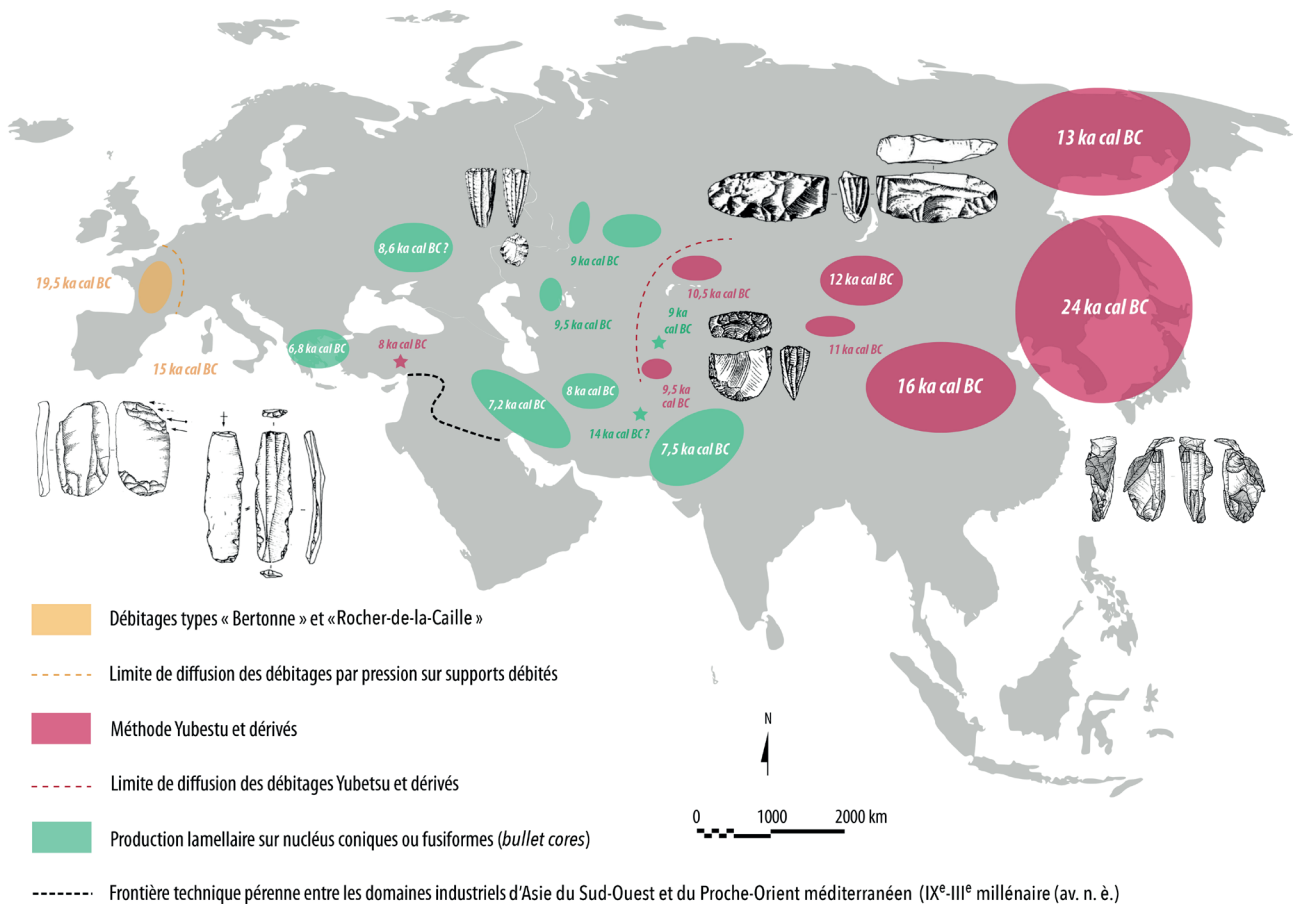 13 ka cal BC
8,6 ka cal BC ?
9 ka cal BC
19,5 ka cal BC
10,5 ka cal BC
12 ka cal BC
24 ka cal BC
9,5 ka cal BC
9 ka
cal BC
6,8 ka cal BC
8 ka cal BC
11 ka cal BC
15 ka cal BC
16 ka cal BC
9,5 ka
cal BC
7,2 ka cal BC
8 ka cal BC
14 ka cal BC ?
7,5 ka cal BC
Débitages types « Bertonne » et «Rocher-de-la-Caille »
Limite de diffusion des débitages par pression sur supports débités
Méthode Yubestu et dérivés
Limite de diffusion des débitages Yubetsu et dérivés
Production lamellaire sur nucléus coniques ou fusiformes (bullet cores)
Frontière technique pérenne entre les domaines industriels d'Asie du Sud-Ouest et du Proche-Orient méditerranéen (IXe-IIIe millénaire (av. n. è.)
N
0 1000 2000 km